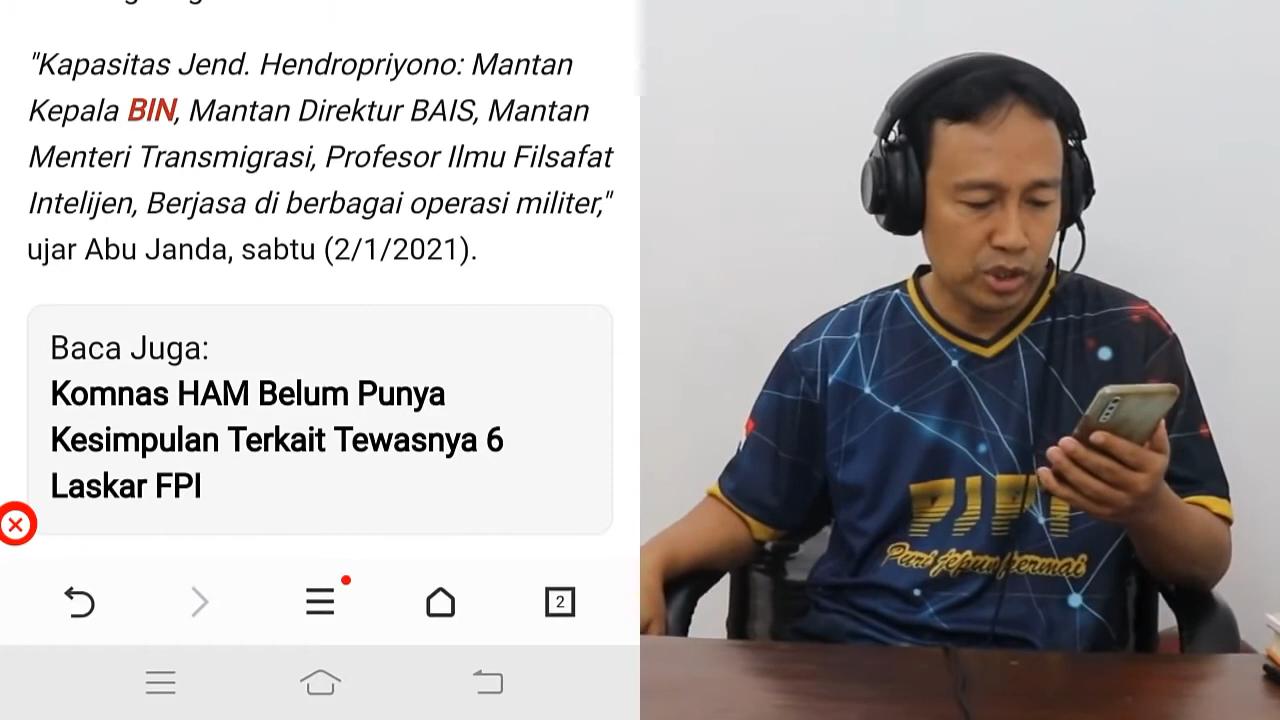 "Kapasitas Jend. Hendropriyono: Mantan
Kepala BIN, Mantan Direktur BAIS, Mantan
Menteri Transmigrasi, Profesor Ilmu Filsafat
Intelijen, Berjasa di berbagai operasi militer,"
ujar Abu Janda, sabtu (2/1/2021).
Baca Juga:
Komnas HAM Belum Punya
Kesimpulan Terkait Tewasnya 6
Laskar FPI
2
PJP1
Puri jepun permai